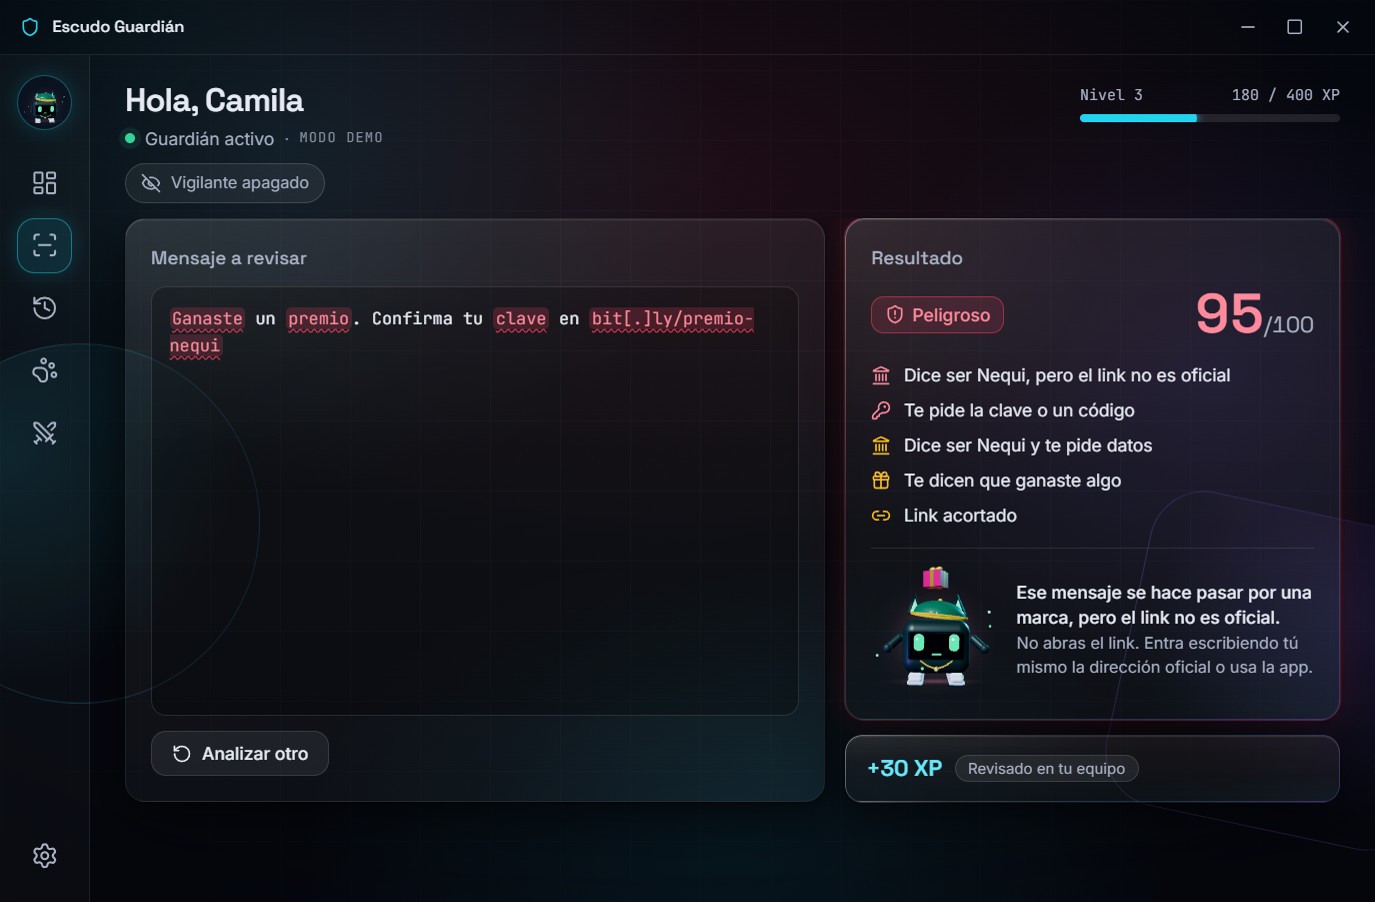 Escudo Guardián
Hola, Camila
Guardián activo · MODO DEMO
Vigilante apagado
Nivel 3
180 / 400 XP
Mensaje a revisar
Ganaste un premio. Confirma tu clave en bit[.]ly/premio-
nequi
Analizar otro
Resultado
Peligroso
95/100
Dice ser Nequi, pero el link no es oficial
Te pide la clave o un código
Dice ser Nequi y te pide datos
Te dicen que ganaste algo
Link acortado
Ese mensaje se hace pasar por una
marca, pero el link no es oficial.
No abras el link. Entra escribiendo tú
mismo la dirección oficial o usa la app.
+30 XP
Revisado en tu equipo